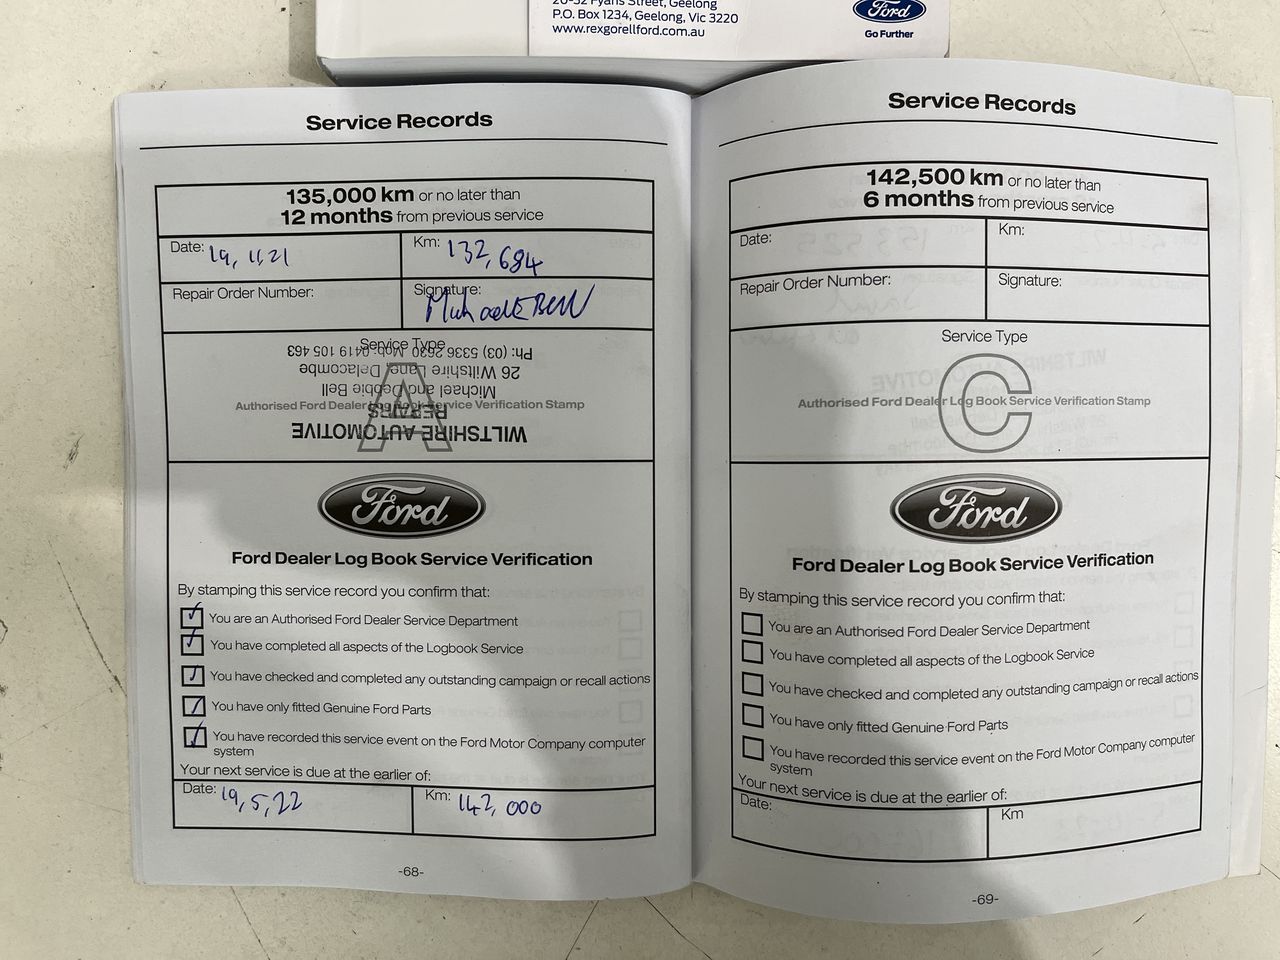 20-32 Fyans Street, Geelong
P.O. Box 1234, Geelong, Vic 3220
www.rexgorellford.com.au
Ford
Go Further
Service Records
135,000 km or no later than
12 months from previous service
Date: 19, 11, 21
Km: 132,684
Repair Order Number:
Signature:
Service Type
A
Authorised Ford Dealer Log Book Service Verification Stamp
WILTSHIRE AUTOMOTIVE
REPAIRS
Michael and Debbie Bell
26 Wiltshire Lane Delacombe
Ph: (03) 5336 2630 Mob: 0419 105 463
Ford
Ford Dealer Log Book Service Verification
By stamping this service record you confirm that:
You are an Authorised Ford Dealer Service Department
You have completed all aspects of the Logbook Service
You have checked and completed any outstanding campaign or recall actions
You have only fitted Genuine Ford Parts
You have recorded this service event on the Ford Motor Company computer
system
Your next service is due at the earlier of:
Date: 19, 5, 22
Km: 142,000
-68-
Service Records
142,500 km or no later than
6 months from previous service
Date:
Km:
Repair Order Number:
Signature:
Service Type
C
Authorised Ford Dealer Log Book Service Verification Stamp
Ford
Ford Dealer Log Book Service Verification
By stamping this service record you confirm that:
You are an Authorised Ford Dealer Service Department
You have completed all aspects of the Logbook Service
You have checked and completed any outstanding campaign or recall actions
You have only fitted Genuine Ford Parts
You have recorded this service event on the Ford Motor Company computer
system
Your next service is due at the earlier of:
Date:
Km
-69-